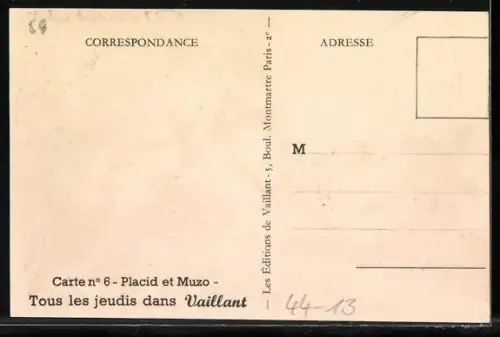 59
CORRESPONDANCE
ADRESSE
— Les Éditions de Vaillant - 5, Boul. Montmartre Paris - 2e —
M
Carte no 6 - Placid et Muzo -
Tous les jeudis dans Vaillant
44-13